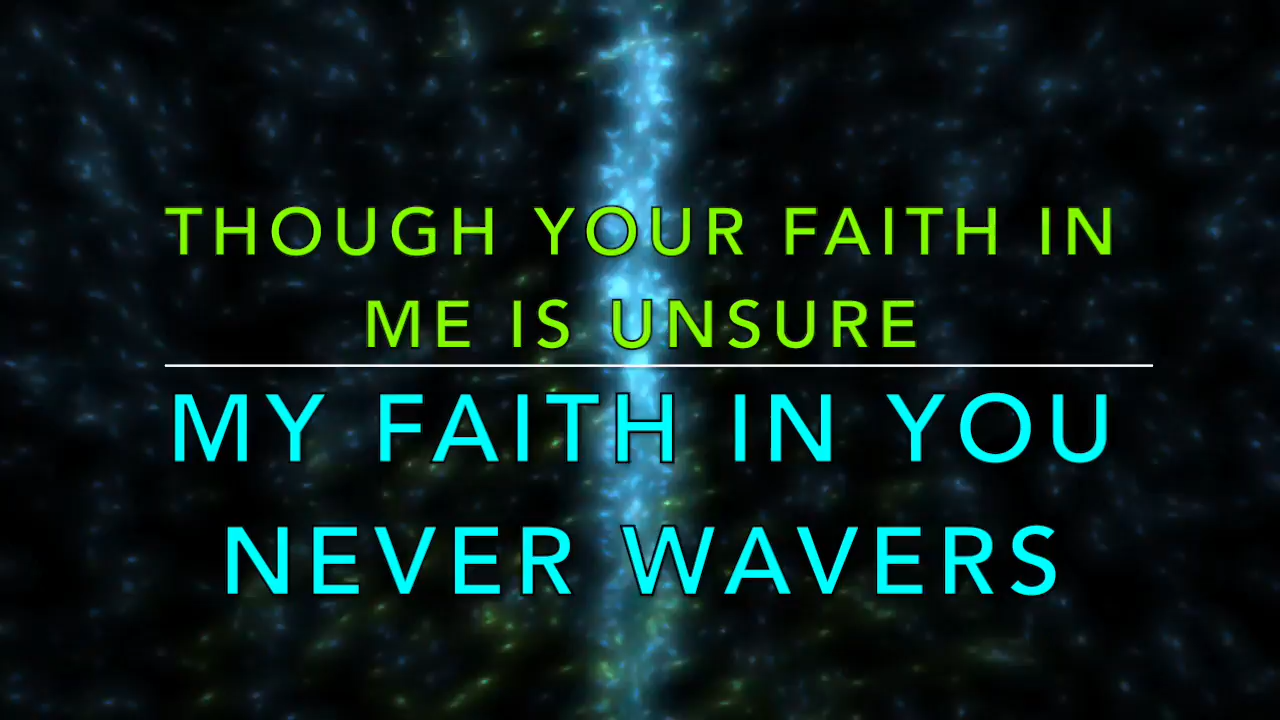 THOUGH YOUR FAITH IN
ME IS UNSURE
MY FAITH IN YOU
NEVER WAVERS